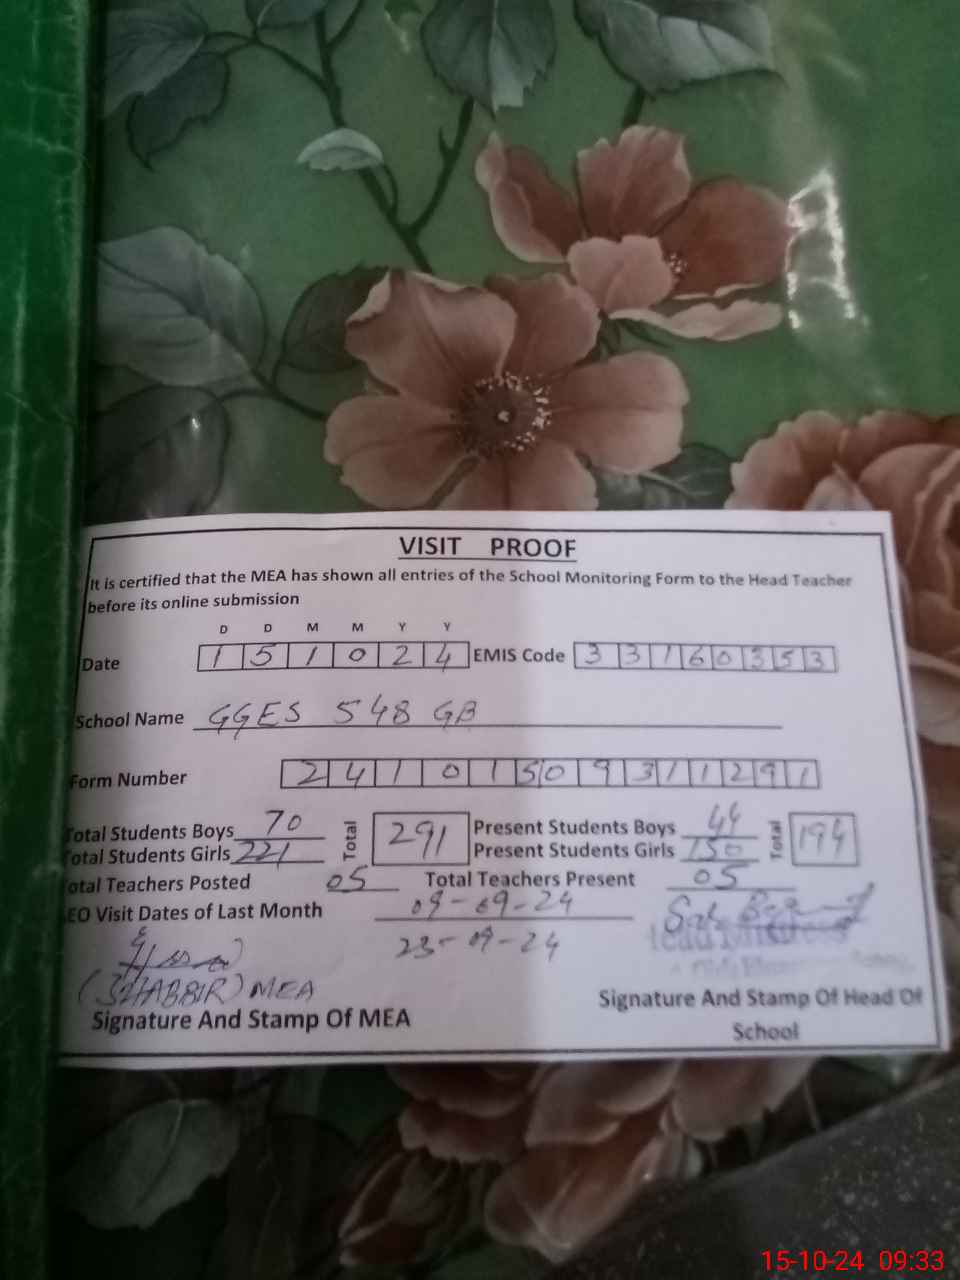 VISIT PROOF
It is certified that the MEA has shown all entries of the School Monitoring Form to the Head Teacher
before its online submission
D D M M Y Y
Date 1 5 1 0 2 4 EMIS Code 3 3 1 6 0 3 5 3
School Name GGES 548 GB
Form Number 2 4 1 0 1 5 0 9 3 1 1 2 9 1
Total Students Boys 70 Total 291 Present Students Boys 44 Total 194
Total Students Girls 221 Present Students Girls 150
Total Teachers Posted 05 Total Teachers Present 05
AEO Visit Dates of Last Month 09-09-24
23-09-24
Head Mistress
(SHABBIR) MEA
Signature And Stamp Of MEA
Signature And Stamp Of Head Of
School
15-10-24 09:33